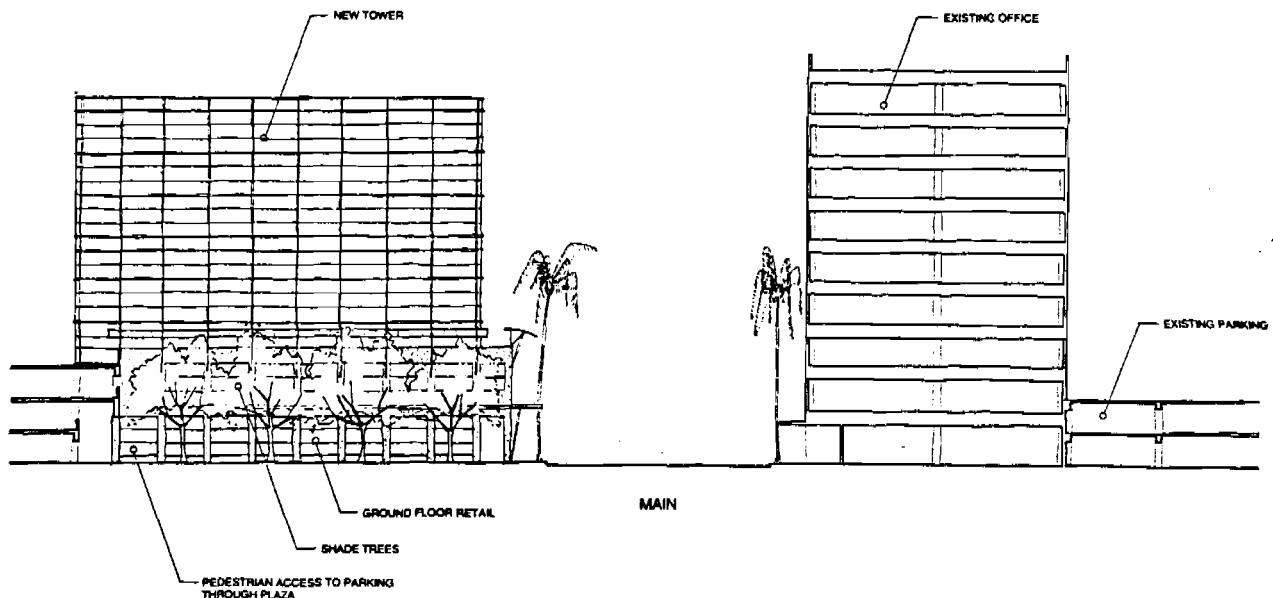 NEW TOWER
EXISTING OFFICE
EXISTING PARKING
MAIN
GROUND FLOOR RETAIL
SHADE TREES
PEDESTRIAN ACCESS TO PARKING
THROUGH PLAZA